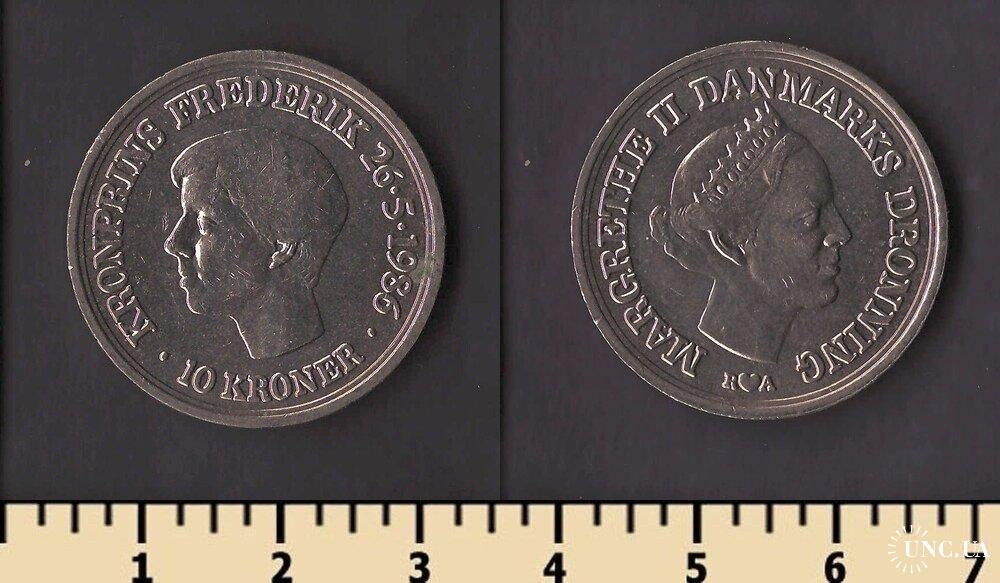 KRONPRINS FREDERIK 26·5·1986 ·
10 KRONER ·
MARGRETHE II DANMARKS DRONNING
R♥A
1 2 3 4 5 6 7
UNC.UA